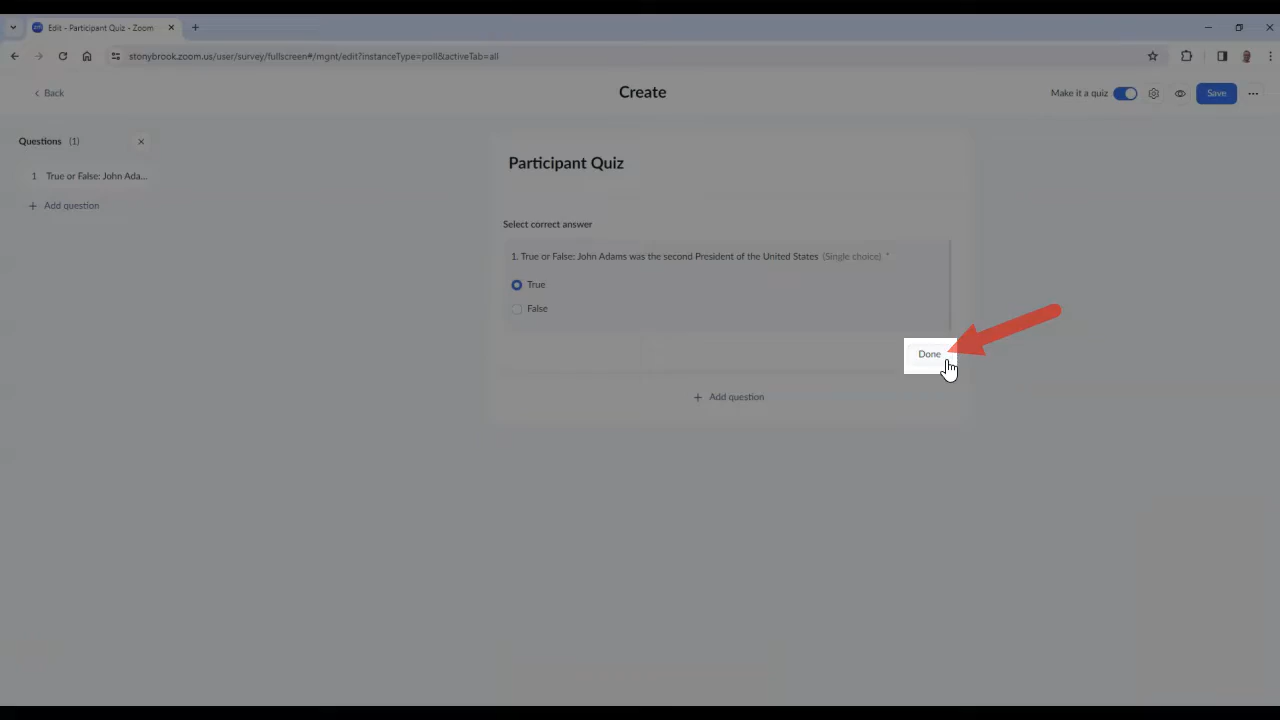 Edit - Participant Quiz - Zoom
stonybrook.zoom.us/user/survey/fullscreen#/mgnt/edit?instanceType=poll&activeTab=all
Back
Create
Make it a quiz
Save
Questions (1)
1 True or False: John Ada...
+ Add question
Participant Quiz
Select correct answer
1. True or False: John Adams was the second President of the United States (Single choice) *
True
False
Done
+ Add question